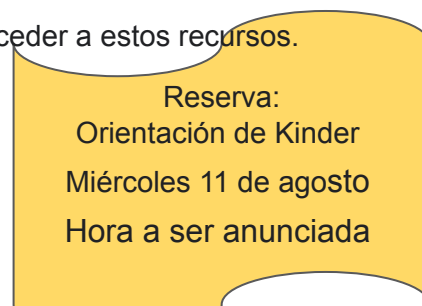 ceder a estos recursos.
Reserva:
Orientación de Kinder
Miércoles 11 de agosto
Hora a ser anunciada